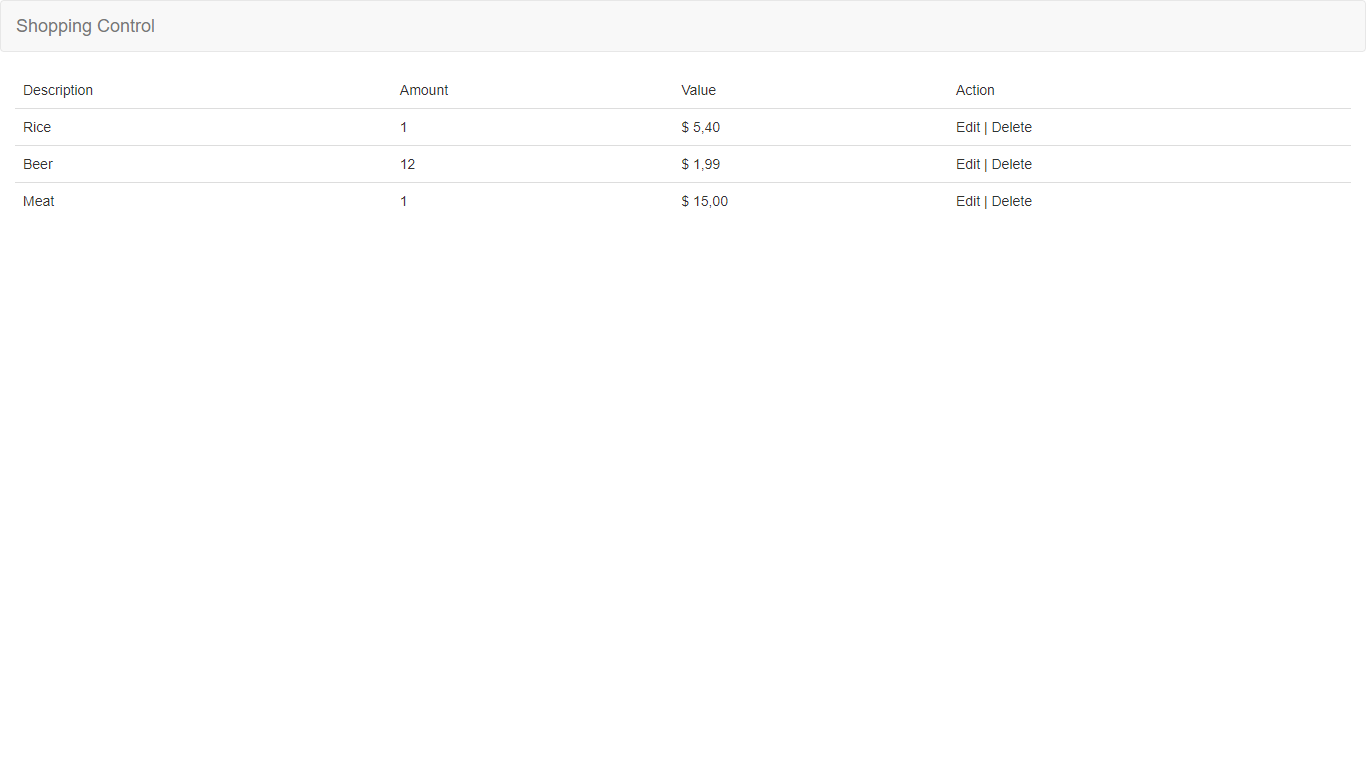 Shopping Control
Description Amount Value Action
Rice 1 $ 5,40 Edit | Delete
Beer 12 $ 1,99 Edit | Delete
Meat 1 $ 15,00 Edit | Delete